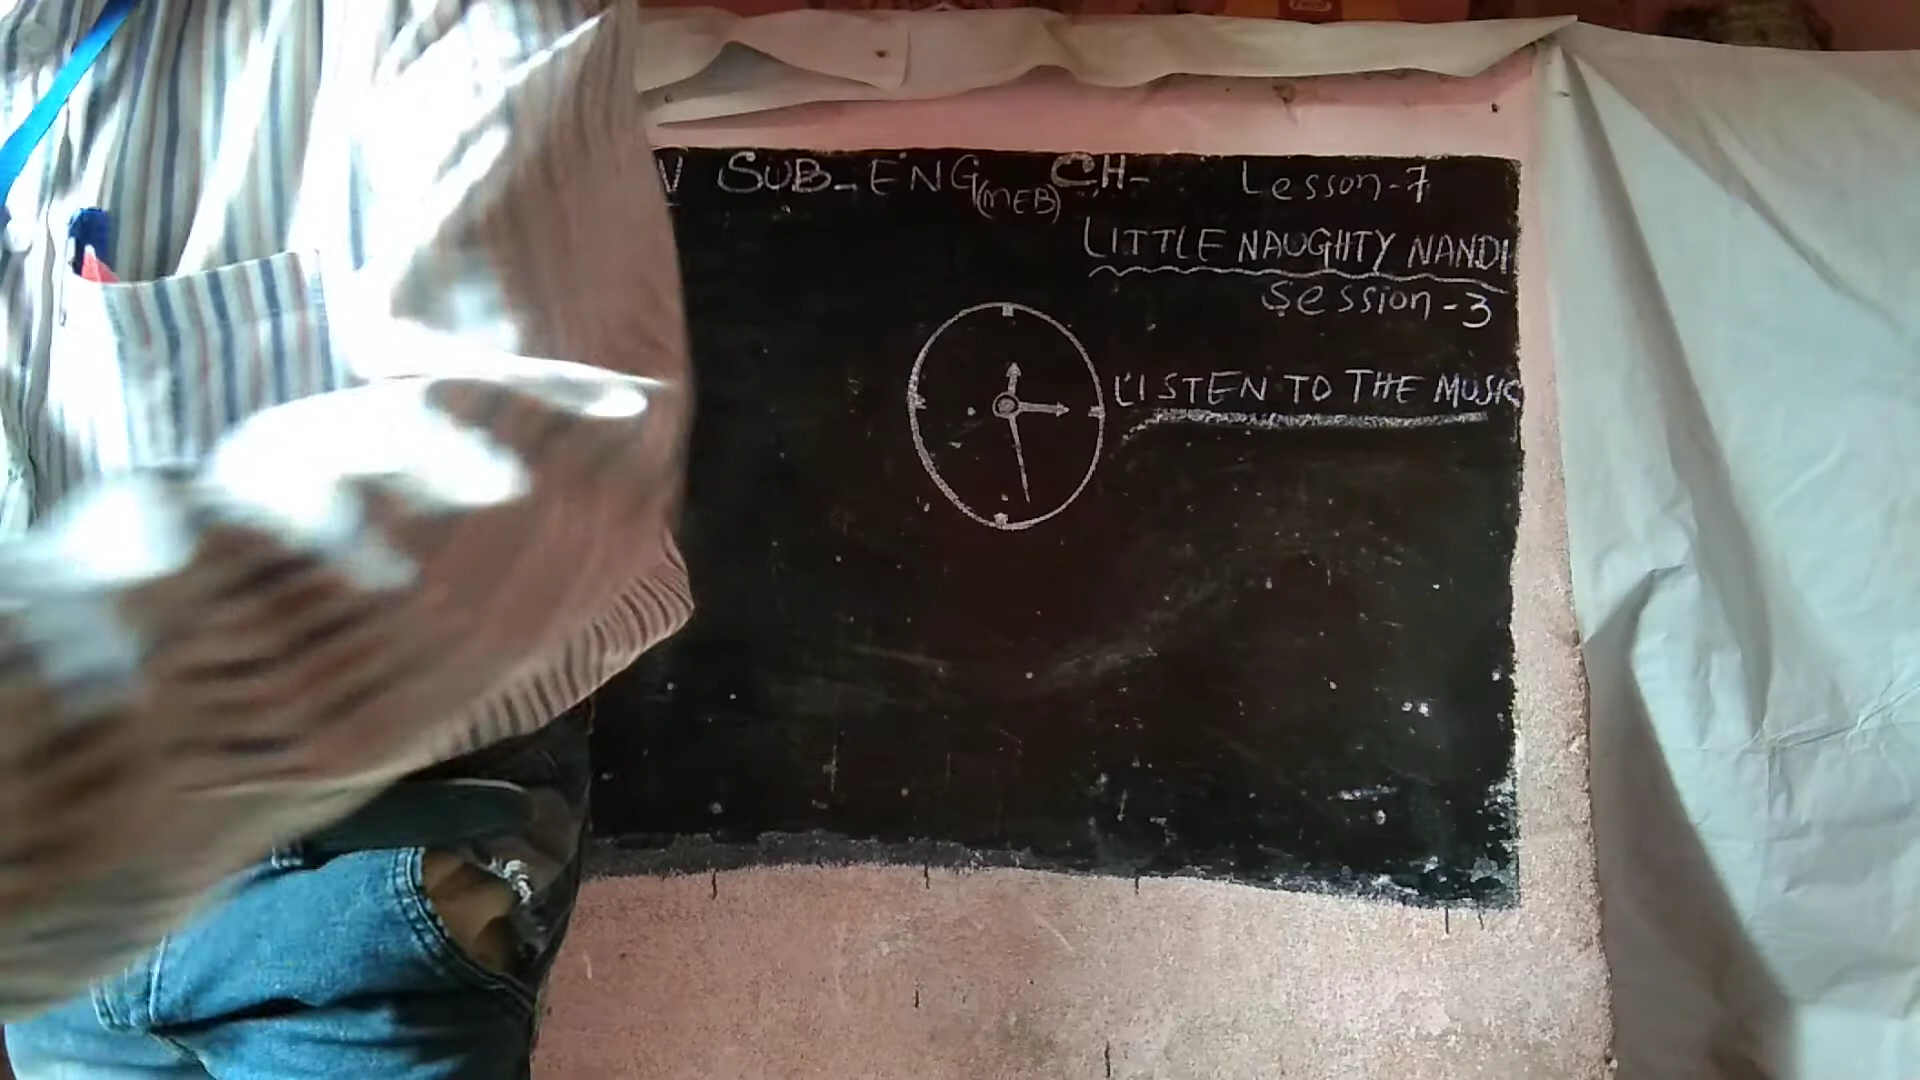 V SUB-ENG(MEB) CH- Lesson-7
LITTLE NAUGHTY NANDI
Session-3
LISTEN TO THE MUSIC